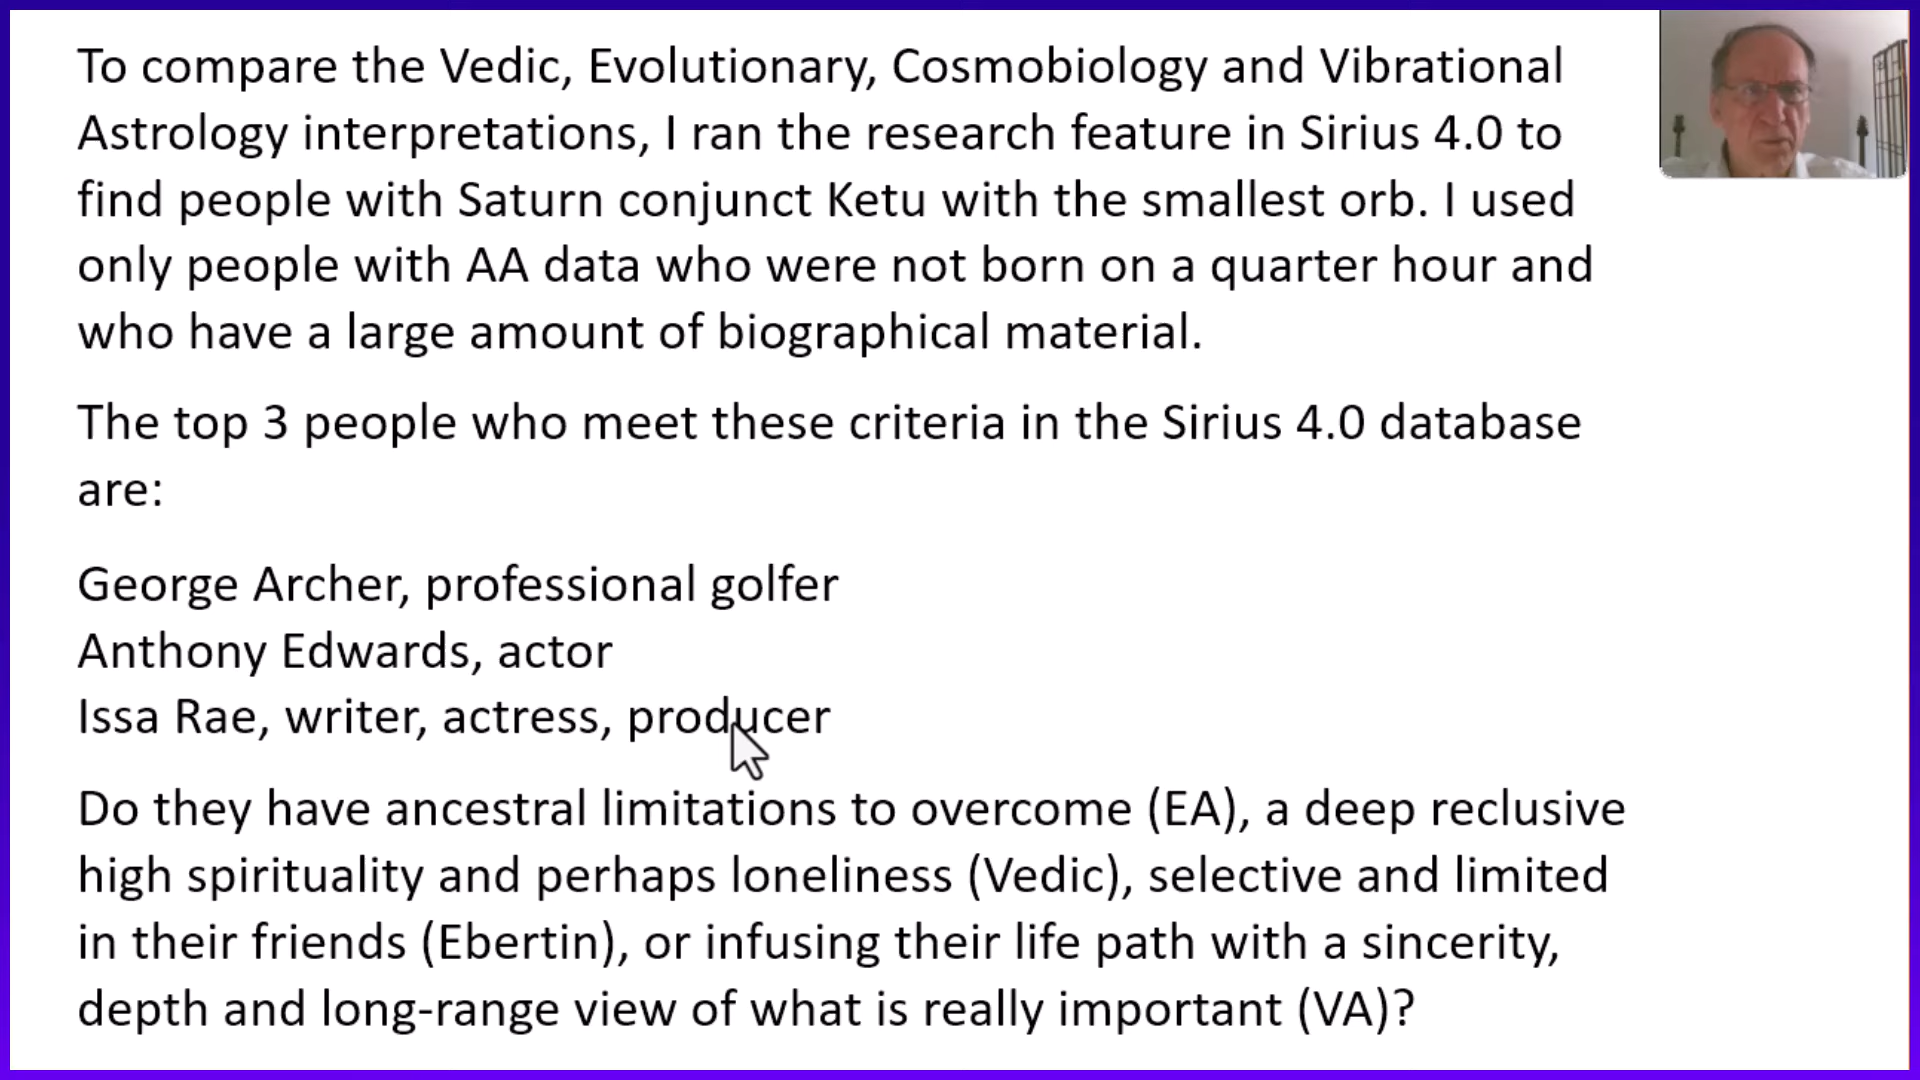 To compare the Vedic, Evolutionary, Cosmobiology and Vibrational
Astrology interpretations, I ran the research feature in Sirius 4.0 to
find people with Saturn conjunct Ketu with the smallest orb. I used
only people with AA data who were not born on a quarter hour and
who have a large amount of biographical material.
The top 3 people who meet these criteria in the Sirius 4.0 database
are:
George Archer, professional golfer
Anthony Edwards, actor
Issa Rae, writer, actress, producer
Do they have ancestral limitations to overcome (EA), a deep reclusive
high spirituality and perhaps loneliness (Vedic), selective and limited
in their friends (Ebertin), or infusing their life path with a sincerity,
depth and long-range view of what is really important (VA)?